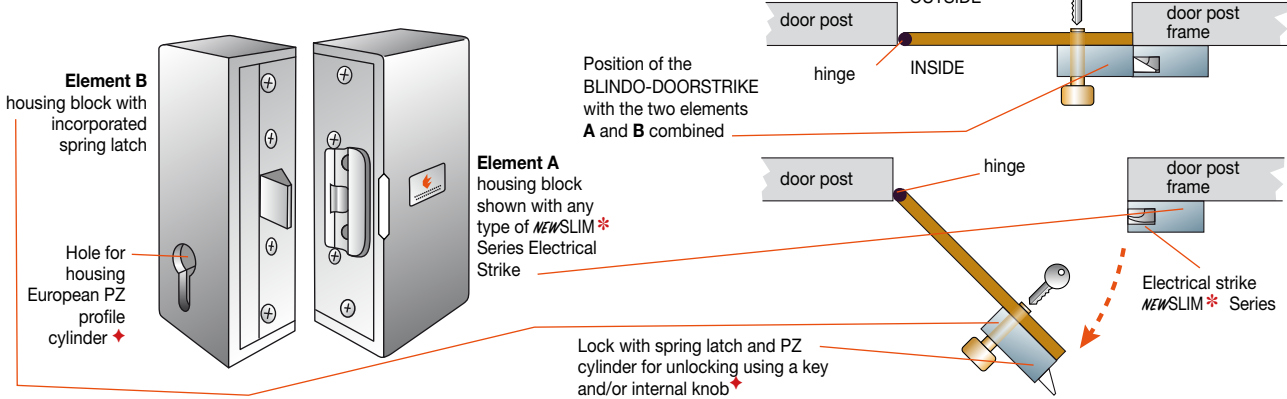 Element B
housing block with
incorporated
spring latch
Hole for
housing
European PZ
profile
cylinder ✦
Element A
housing block
shown with any
type of NEWSLIM *
Series Electrical
Strike
Position of the
BLINDO-DOORSTRIKE
with the two elements
A and B combined
OUTSIDE
door post
door post
frame
hinge
INSIDE
door post
hinge
door post
frame
Electrical strike
NEWSLIM * Series
Lock with spring latch and PZ
cylinder for unlocking using a key
and/or internal knob✦